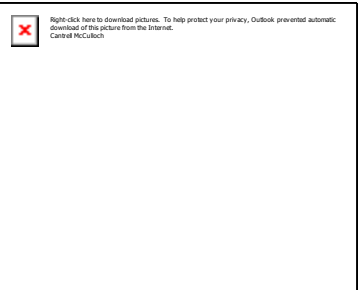 Right-click here to download pictures. To help protect your privacy, Outlook prevented automatic
download of this picture from the Internet.
Cantrell McCulloch